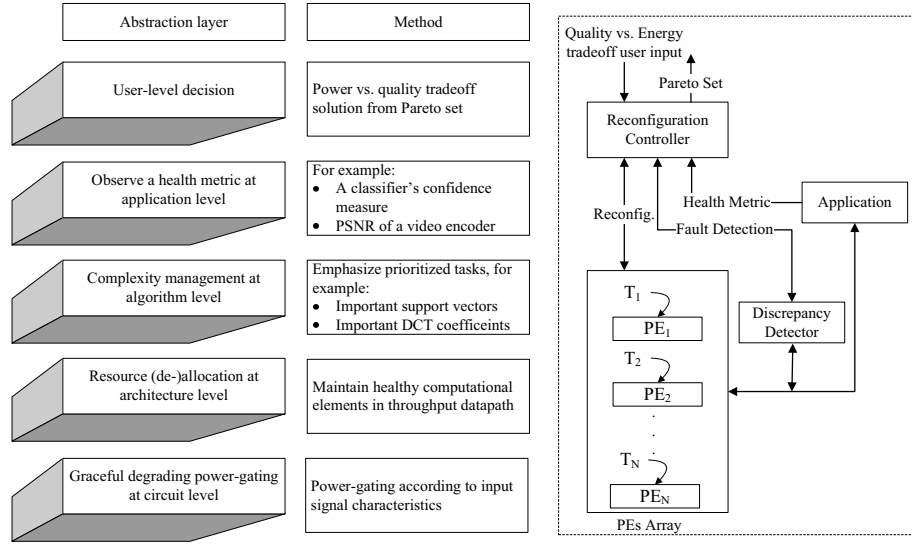 Abstraction layer
Method
User-level decision
Power vs. quality tradeoff
solution from Pareto set
Observe a health metric at
application level
For example:
• A classifier's confidence
measure
• PSNR of a video encoder
Complexity management at
algorithm level
Emphasize prioritized tasks, for
example:
• Important support vectors
• Important DCT coefficeints
Resource (de-)allocation at
architecture level
Maintain healthy computational
elements in throughput datapath
Graceful degrading power-gating
at circuit level
Power-gating according to input
signal characteristics
Quality vs. Energy
tradeoff user input
Pareto Set
Reconfiguration
Controller
Health Metric
Application
Reconfig.
Fault Detection
T1
PE1
Discrepancy
Detector
T2
PE2
.
.
.
TN
PEN
PEs Array